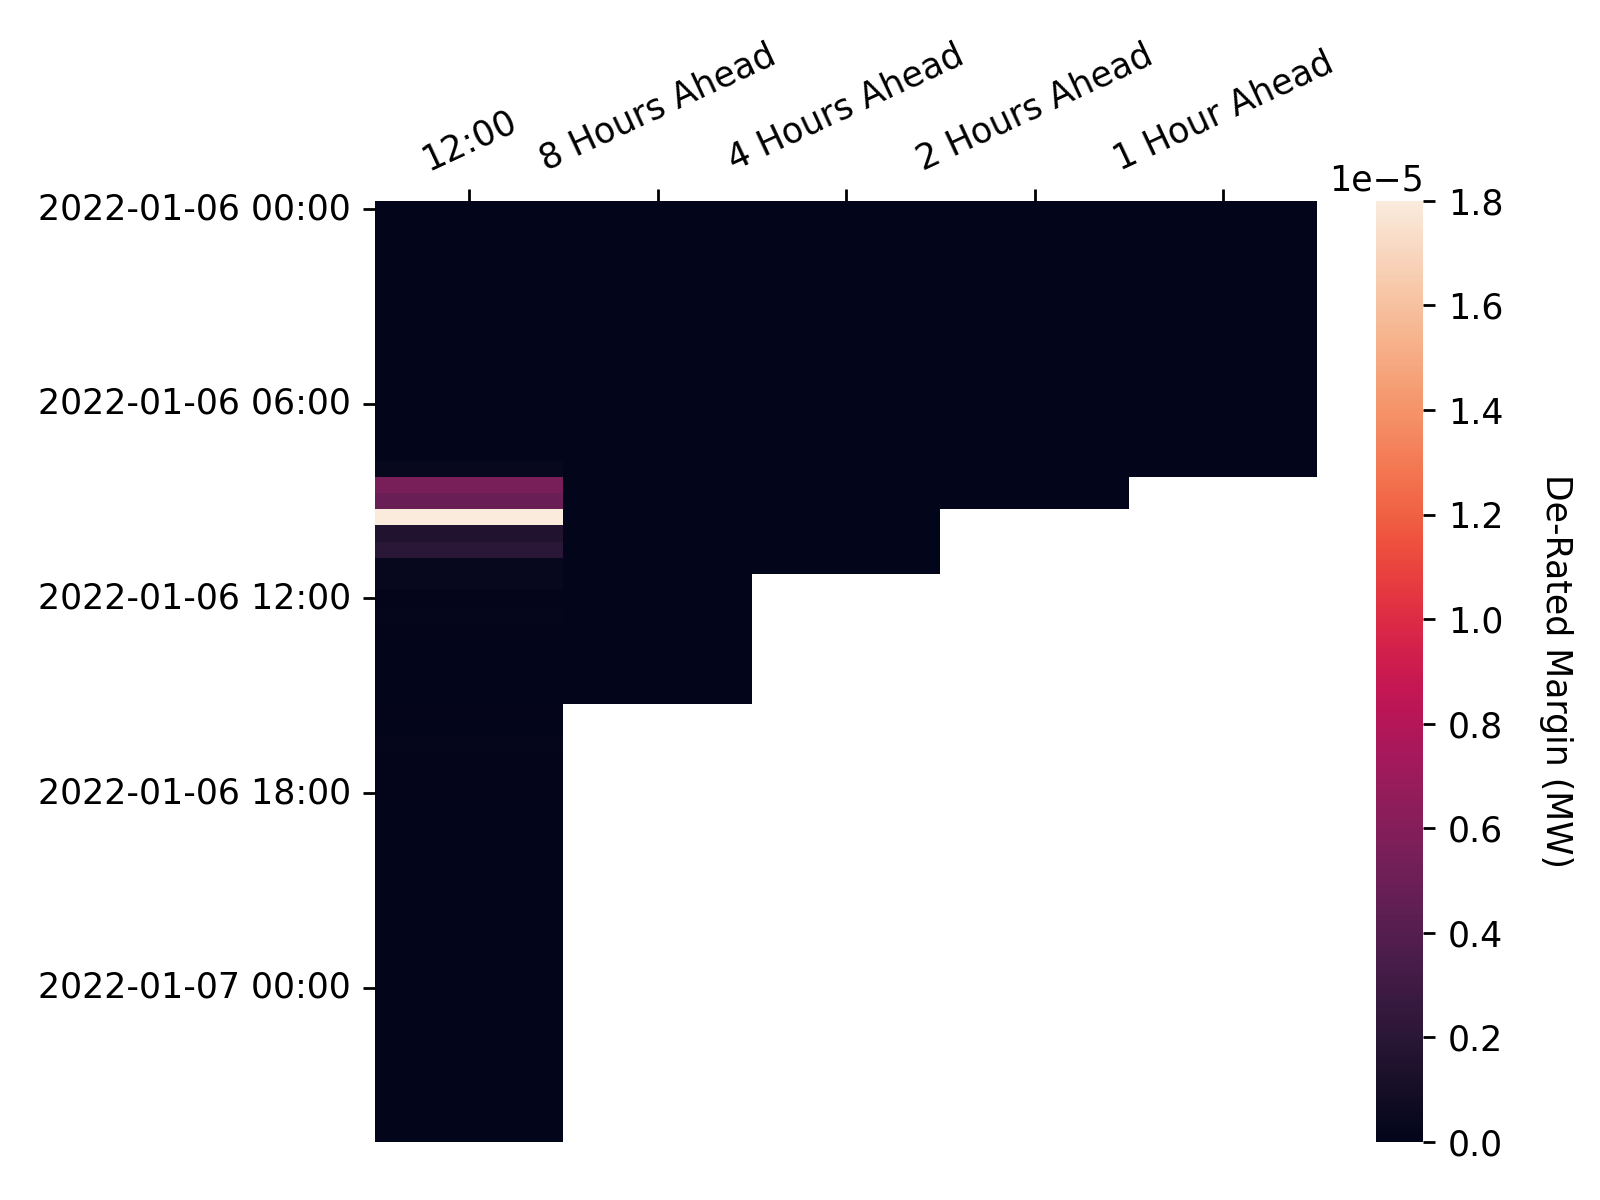 12:00
8 Hours Ahead
4 Hours Ahead
2 Hours Ahead
1 Hour Ahead
2022-01-06 00:00
2022-01-06 06:00
2022-01-06 12:00
2022-01-06 18:00
2022-01-07 00:00
1e−5
1.8
1.6
1.4
1.2
1.0
0.8
0.6
0.4
0.2
0.0
De-Rated Margin (MW)